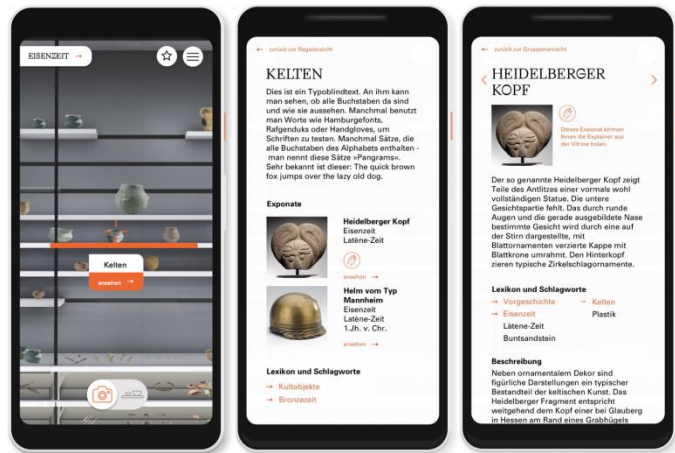 EISENZEIT →
Kelten
ansehen →
← zurück zur Regalansicht
KELTEN
Dies ist ein Typoblindtext. An ihm kann
man sehen, ob alle Buchstaben da sind
und wie sie aussehen. Manchmal benutzt
man Worte wie Hamburgefonts,
Rafgenduks oder Handgloves, um
Schriften zu testen. Manchmal Sätze, die
alle Buchstaben des Alphabets enthalten -
man nennt diese Sätze »Pangrams«.
Sehr bekannt ist dieser: The quick brown
fox jumps over the lazy old dog.
Exponate
Heidelberger Kopf
Eisenzeit
Latène-Zeit
ansehen →
Helm vom Typ
Mannheim
Eisenzeit
Latène-Zeit
1.Jh. v. Chr.
ansehen →
Lexikon und Schlagworte
→ Kultobjekte
→ Bronzezeit
← zurück zur Gruppenansicht
HEIDELBERGER
KOPF
Dieses Exponat können
Ihnen die Explainer aus
der Vitrine holen.
Der so genannte Heidelberger Kopf zeigt
Teile des Antlitzes einer vormals wohl
vollständigen Statue. Die untere
Gesichtspartie fehlt. Das durch runde
Augen und die gerade ausgebildete Nase
bestimmte Gesicht wird durch eine auf
der Stirn dargestellte, mit
Blattornamenten verzierte Kappe mit
Blattkrone umrahmt. Den Hinterkopf
zieren typische Zirkelschlagornamente.
Lexikon und Schlagworte
→ Vorgeschichte → Kelten
→ Eisenzeit Plastik
Latène-Zeit
Buntsandstein
Beschreibung
Neben ornamentalem Dekor sind
figürliche Darstellungen ein typischer
Bestandteil der keltischen Kunst. Das
Heidelberger Fragment entspricht
weitgehend dem Kopf einer bei Glauberg
in Hessen am Rand eines Grabhügels